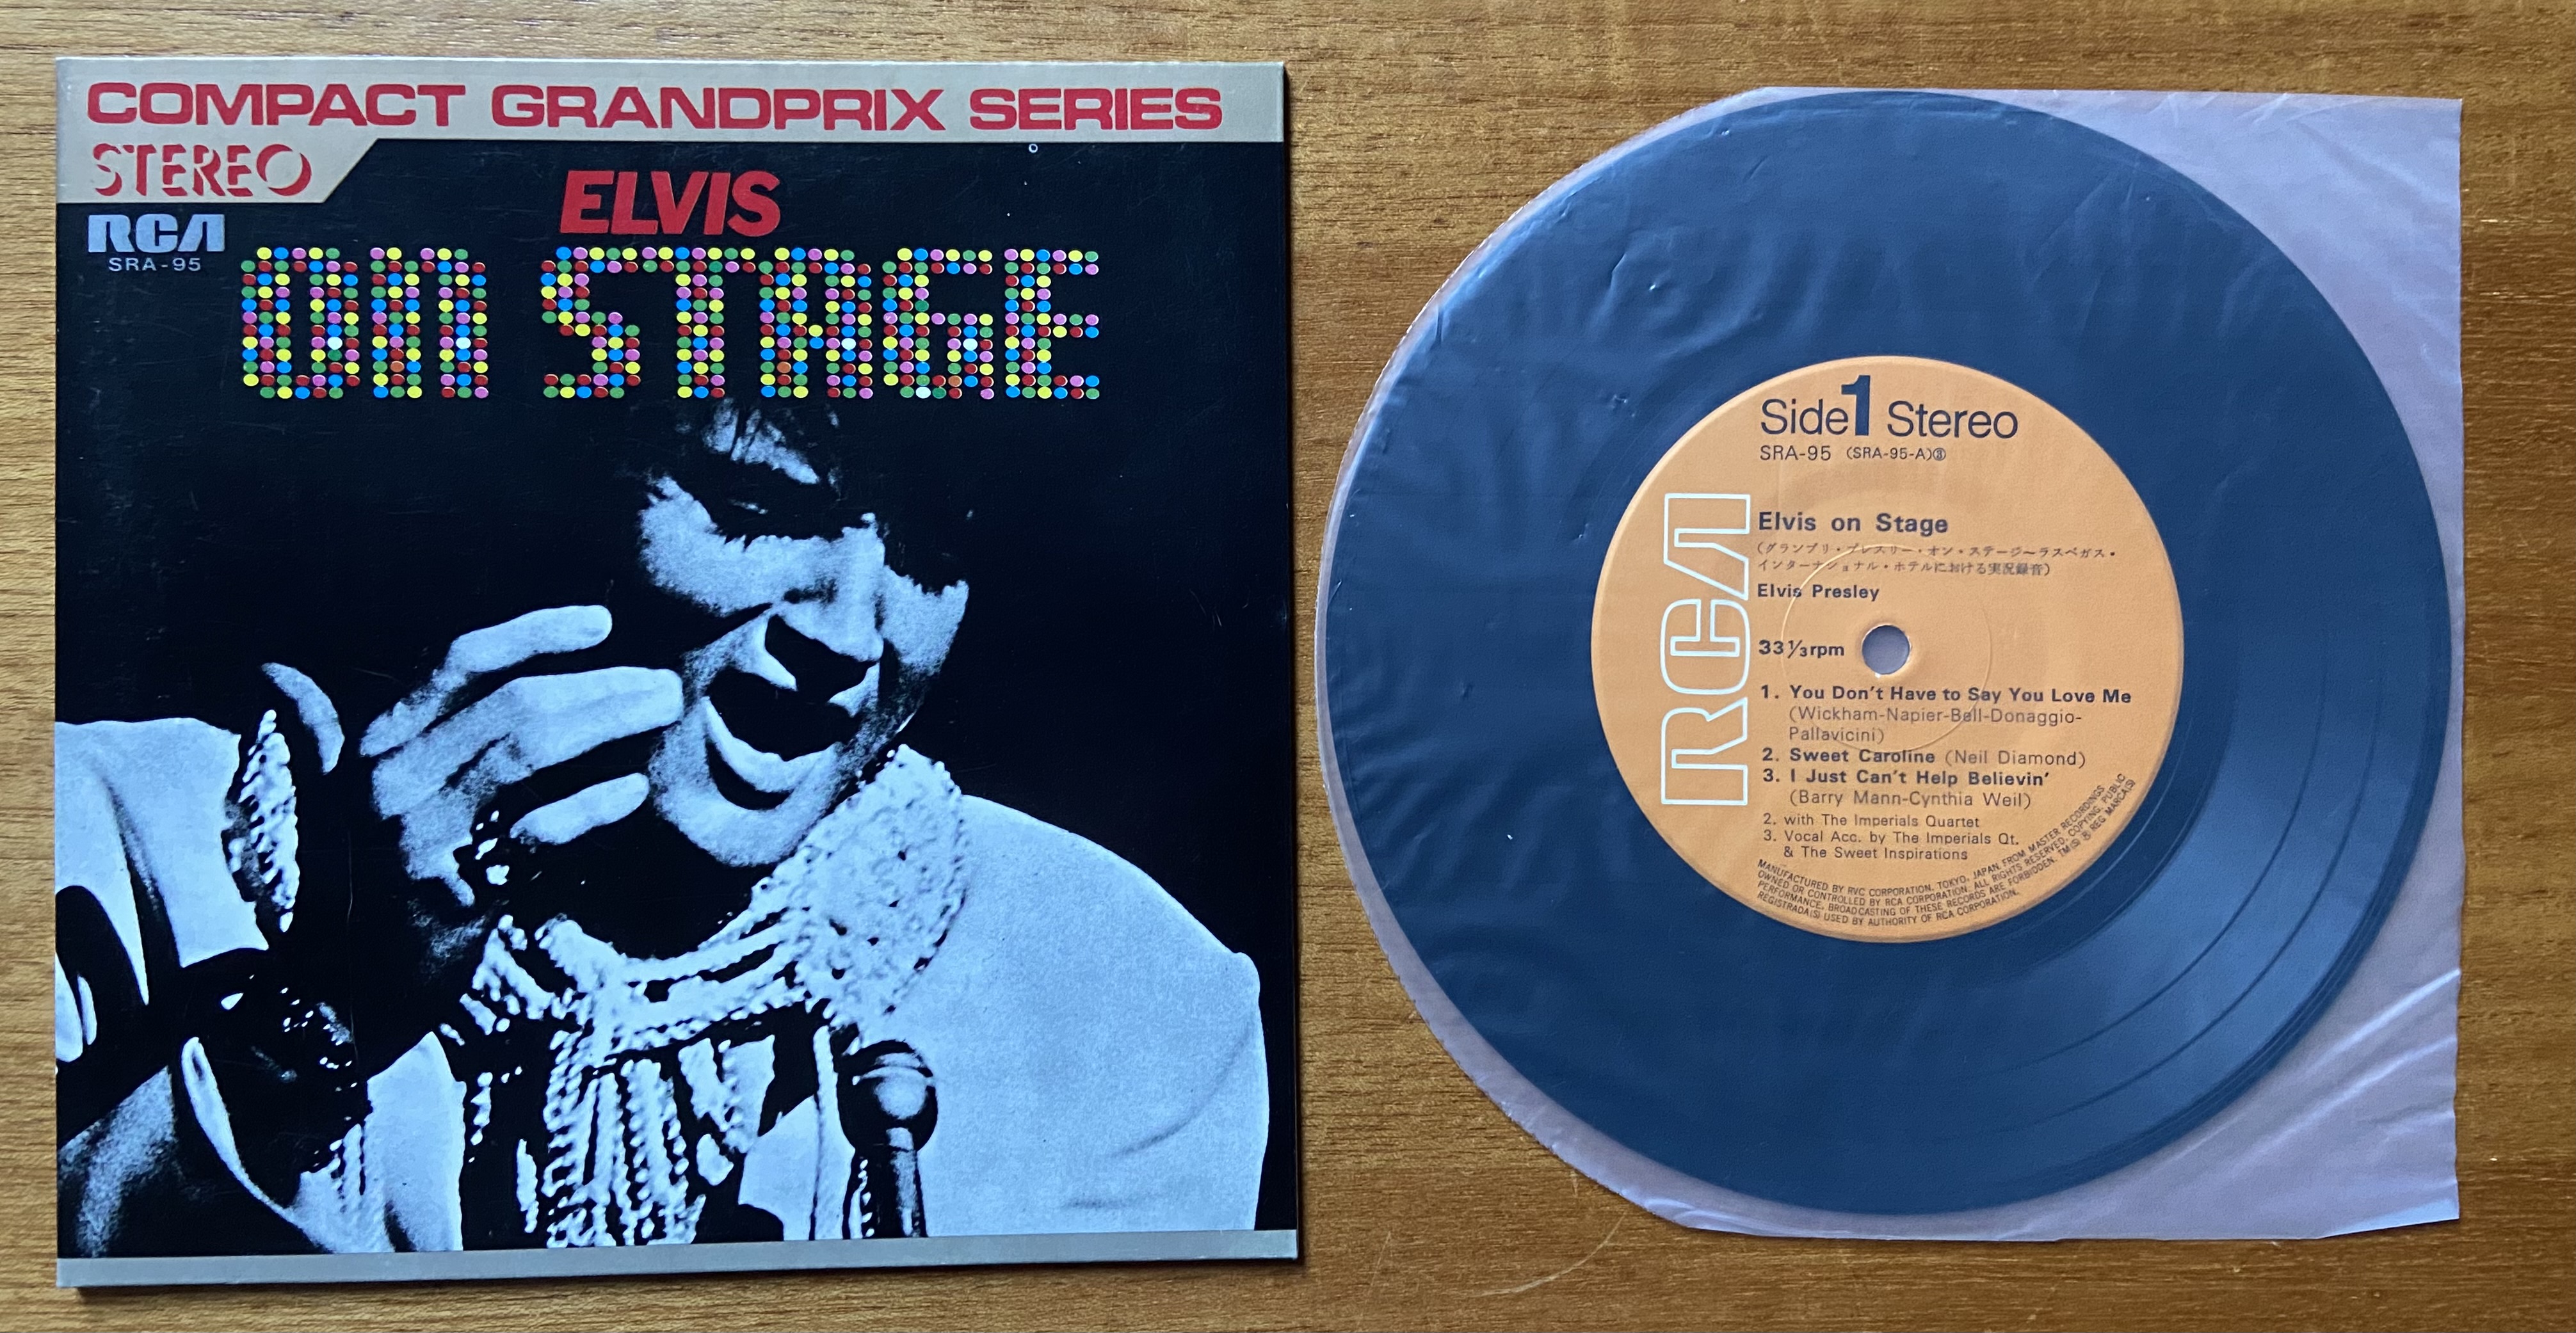 COMPACT GRANDPRIX SERIES
STEREO
RCA
SRA-95
ELVIS
ON STAGE
Side 1 Stereo
SRA-95 (SRA-95-A)③
RCA
Elvis on Stage
(グランプリ・プレスリー・オン・ステージ〜ラスベガス・
インターナショナル・ホテルにおける実況録音)
Elvis Presley
33⅓rpm
1. You Don't Have to Say You Love Me
(Wickham-Napier-Bell-Donaggio-
Pallavicini)
2. Sweet Caroline (Neil Diamond)
3. I Just Can't Help Believin'
(Barry Mann-Cynthia Weil)
2. with The Imperials Quartet
3. Vocal Acc. by The Imperials Qt.
& The Sweet Inspirations
MANUFACTURED BY RVC CORPORATION, TOKYO, JAPAN, FROM MASTER RECORDINGS
OWNED OR CONTROLLED BY RCA CORPORATION. ALL RIGHTS RESERVED. COPYING, PUBLIC
PERFORMANCE, BROADCASTING OF THESE RECORDS ARE FORBIDDEN. TM(S) ® REG MARCA(S)
REGISTRADA(S) USED BY AUTHORITY OF RCA CORPORATION.